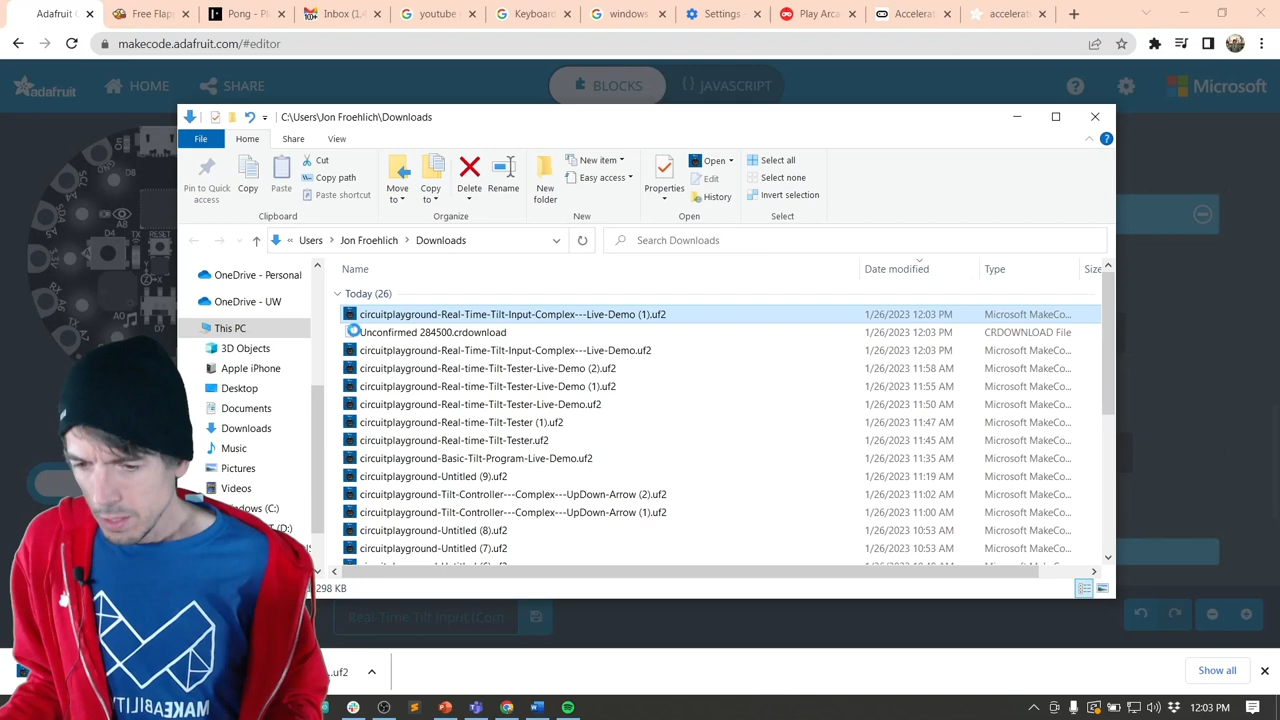 Adafruit C
Free Flapp
Pong - Pl
Inbox (1,4
youtube
Keyboard
windows
Settings
Play Arca
Accelerat
accelerat
makecode.adafruit.com/#editor
adafruit
HOME
SHARE
BLOCKS
{ } JAVASCRIPT
Microsoft
C:\Users\Jon Froehlich\Downloads
File
Home
Share
View
Pin to Quick access
Copy
Paste
Cut
Copy path
Paste shortcut
Clipboard
Move to
Copy to
Delete
Rename
Organize
New folder
New item
Easy access
New
Properties
Open
Edit
History
Open
Select all
Select none
Invert selection
Select
« Users > Jon Froehlich > Downloads
Search Downloads
OneDrive - Personal
OneDrive - UW
This PC
3D Objects
Apple iPhone
Desktop
Documents
Downloads
Music
Pictures
Videos
indows (C:)
T (D:)
Name Date modified Type Size
Today (26)
circuitplayground-Real-Time-Tilt-Input-Complex---Live-Demo (1).uf2 1/26/2023 12:03 PM Microsoft MakeCo...
Unconfirmed 284500.crdownload 1/26/2023 12:03 PM CRDOWNLOAD File
circuitplayground-Real-Time-Tilt-Input-Complex---Live-Demo.uf2 1/26/2023 12:03 PM Microsoft MakeCo...
circuitplayground-Real-time-Tilt-Tester-Live-Demo (2).uf2 1/26/2023 11:58 AM Microsoft MakeCo...
circuitplayground-Real-time-Tilt-Tester-Live-Demo (1).uf2 1/26/2023 11:55 AM Microsoft MakeCo...
circuitplayground-Real-time-Tilt-Tester-Live-Demo.uf2 1/26/2023 11:50 AM Microsoft MakeCo...
circuitplayground-Real-time-Tilt-Tester (1).uf2 1/26/2023 11:47 AM Microsoft MakeCo...
circuitplayground-Real-time-Tilt-Tester.uf2 1/26/2023 11:45 AM Microsoft MakeCo...
circuitplayground-Basic-Tilt-Program-Live-Demo.uf2 1/26/2023 11:35 AM Microsoft MakeCo...
circuitplayground-Untitled (9).uf2 1/26/2023 11:19 AM Microsoft MakeCo...
circuitplayground-Tilt-Controller---Complex---UpDown-Arrow (2).uf2 1/26/2023 11:02 AM Microsoft MakeCo...
circuitplayground-Tilt-Controller---Complex---UpDown-Arrow (1).uf2 1/26/2023 11:00 AM Microsoft MakeCo...
circuitplayground-Untitled (8).uf2 1/26/2023 10:53 AM Microsoft MakeCo...
circuitplayground-Untitled (7).uf2 1/26/2023 10:53 AM Microsoft MakeCo...
298 KB
Real-Time Tilt Input (Com
...uf2
Show all
12:03 PM
MAKEABILITY